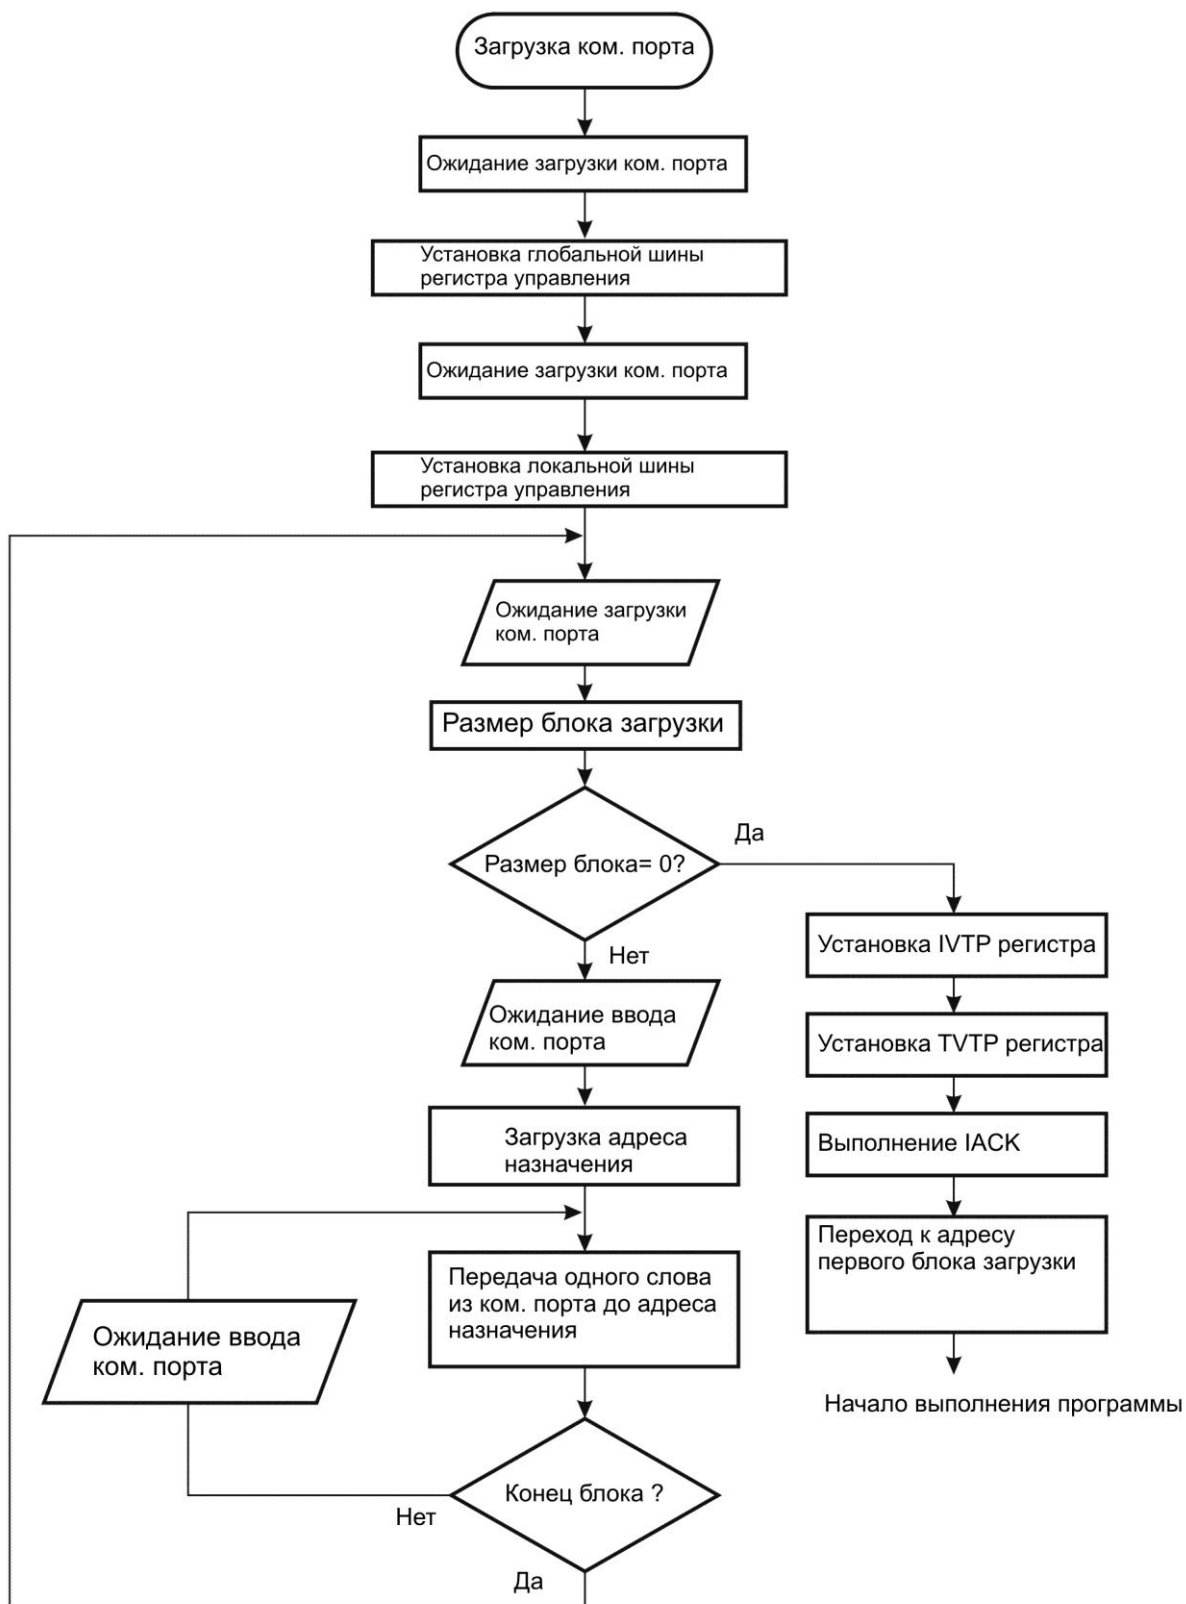 Загрузка ком. порта
Ожидание загрузки ком. порта
Установка глобальной шины
регистра управления
Ожидание загрузки ком. порта
Установка локальной шины
регистра управления
Ожидание загрузки
ком. порта
Размер блока загрузки
Размер блока= 0?
Да
Нет
Установка IVTP регистра
Установка TVTP регистра
Выполнение IACK
Переход к адресу
первого блока загрузки
Начало выполнения программы
Ожидание ввода
ком. порта
Загрузка адреса
назначения
Передача одного слова
из ком. порта до адреса
назначения
Ожидание ввода
ком. порта
Конец блока ?
Нет
Да